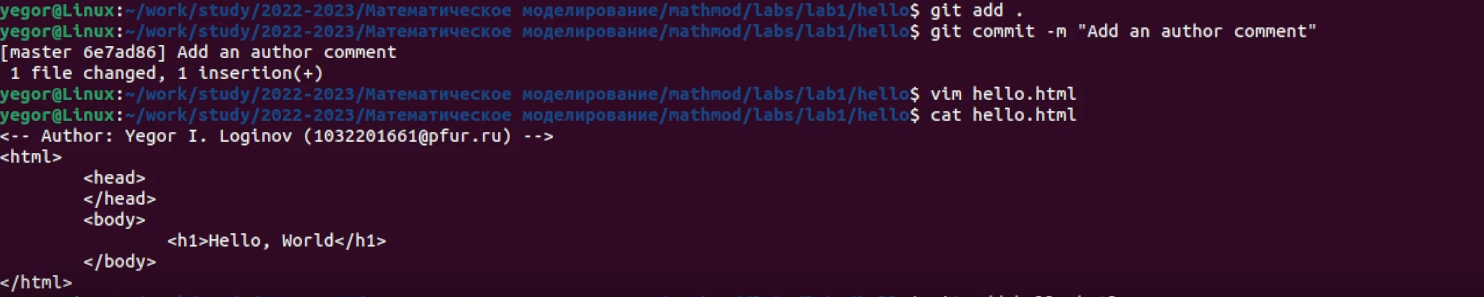 yegor@Linux:~/work/study/2022-2023/Математическое моделирование/mathmod/labs/lab1/hello$ git add .
yegor@Linux:~/work/study/2022-2023/Математическое моделирование/mathmod/labs/lab1/hello$ git commit -m "Add an author comment"
[master 6e7ad86] Add an author comment
 1 file changed, 1 insertion(+)
yegor@Linux:~/work/study/2022-2023/Математическое моделирование/mathmod/labs/lab1/hello$ vim hello.html
yegor@Linux:~/work/study/2022-2023/Математическое моделирование/mathmod/labs/lab1/hello$ cat hello.html
<-- Author: Yegor I. Loginov (1032201661@pfur.ru) -->
<html>
        <head>
        </head>
        <body>
                <h1>Hello, World</h1>
        </body>
</html>